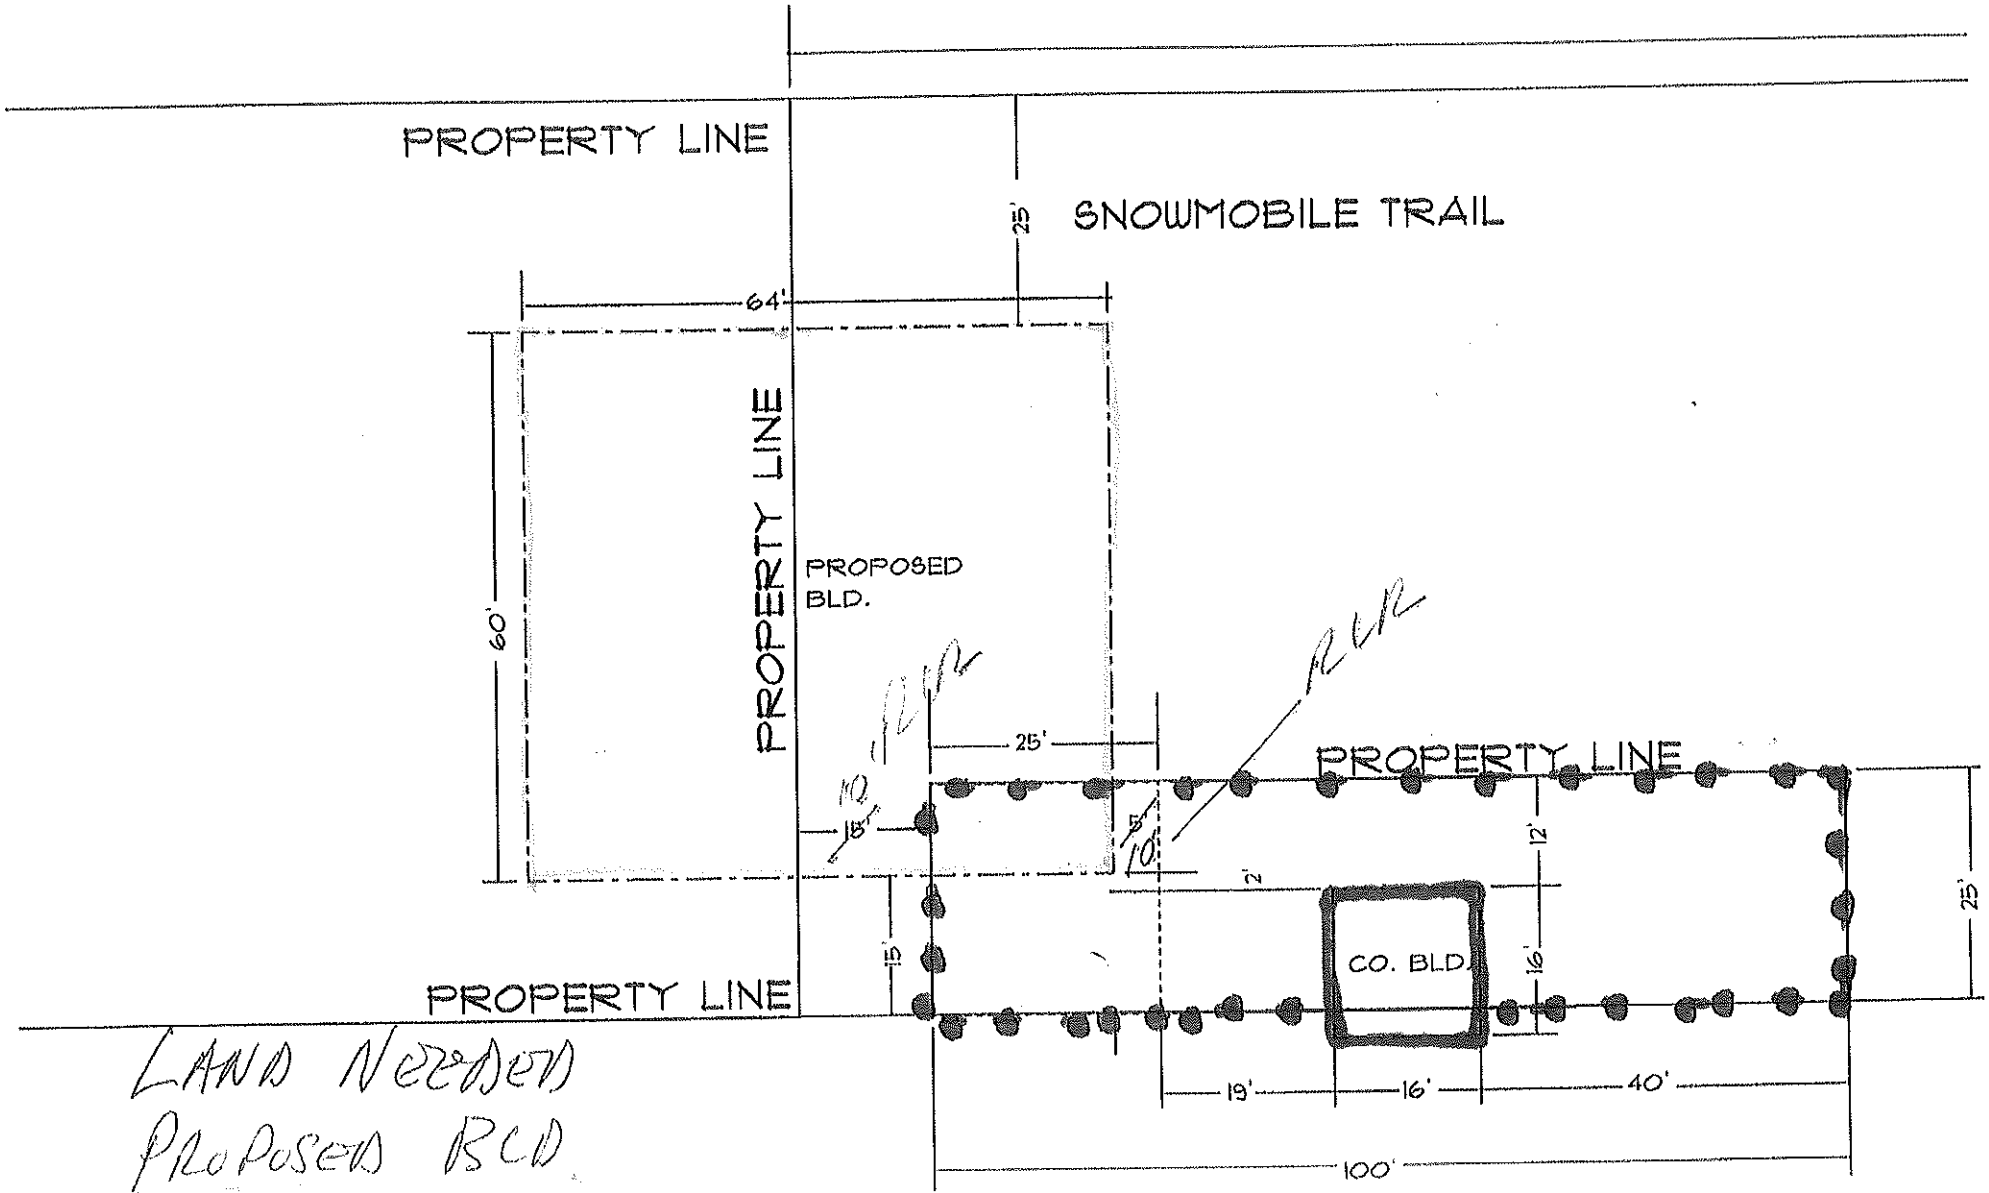 PROPERTY LINE
25'
SNOWMOBILE TRAIL
64'
PROPERTY LINE
60'
PROPOSED
BLD.
25'
PROPERTY LINE
10'
15'
5'
10'
12'
2'
25'
15'
CO. BLD.
16'
PROPERTY LINE
LAND NEEDED
PROPOSED BLD.
19'
16'
40'
100'